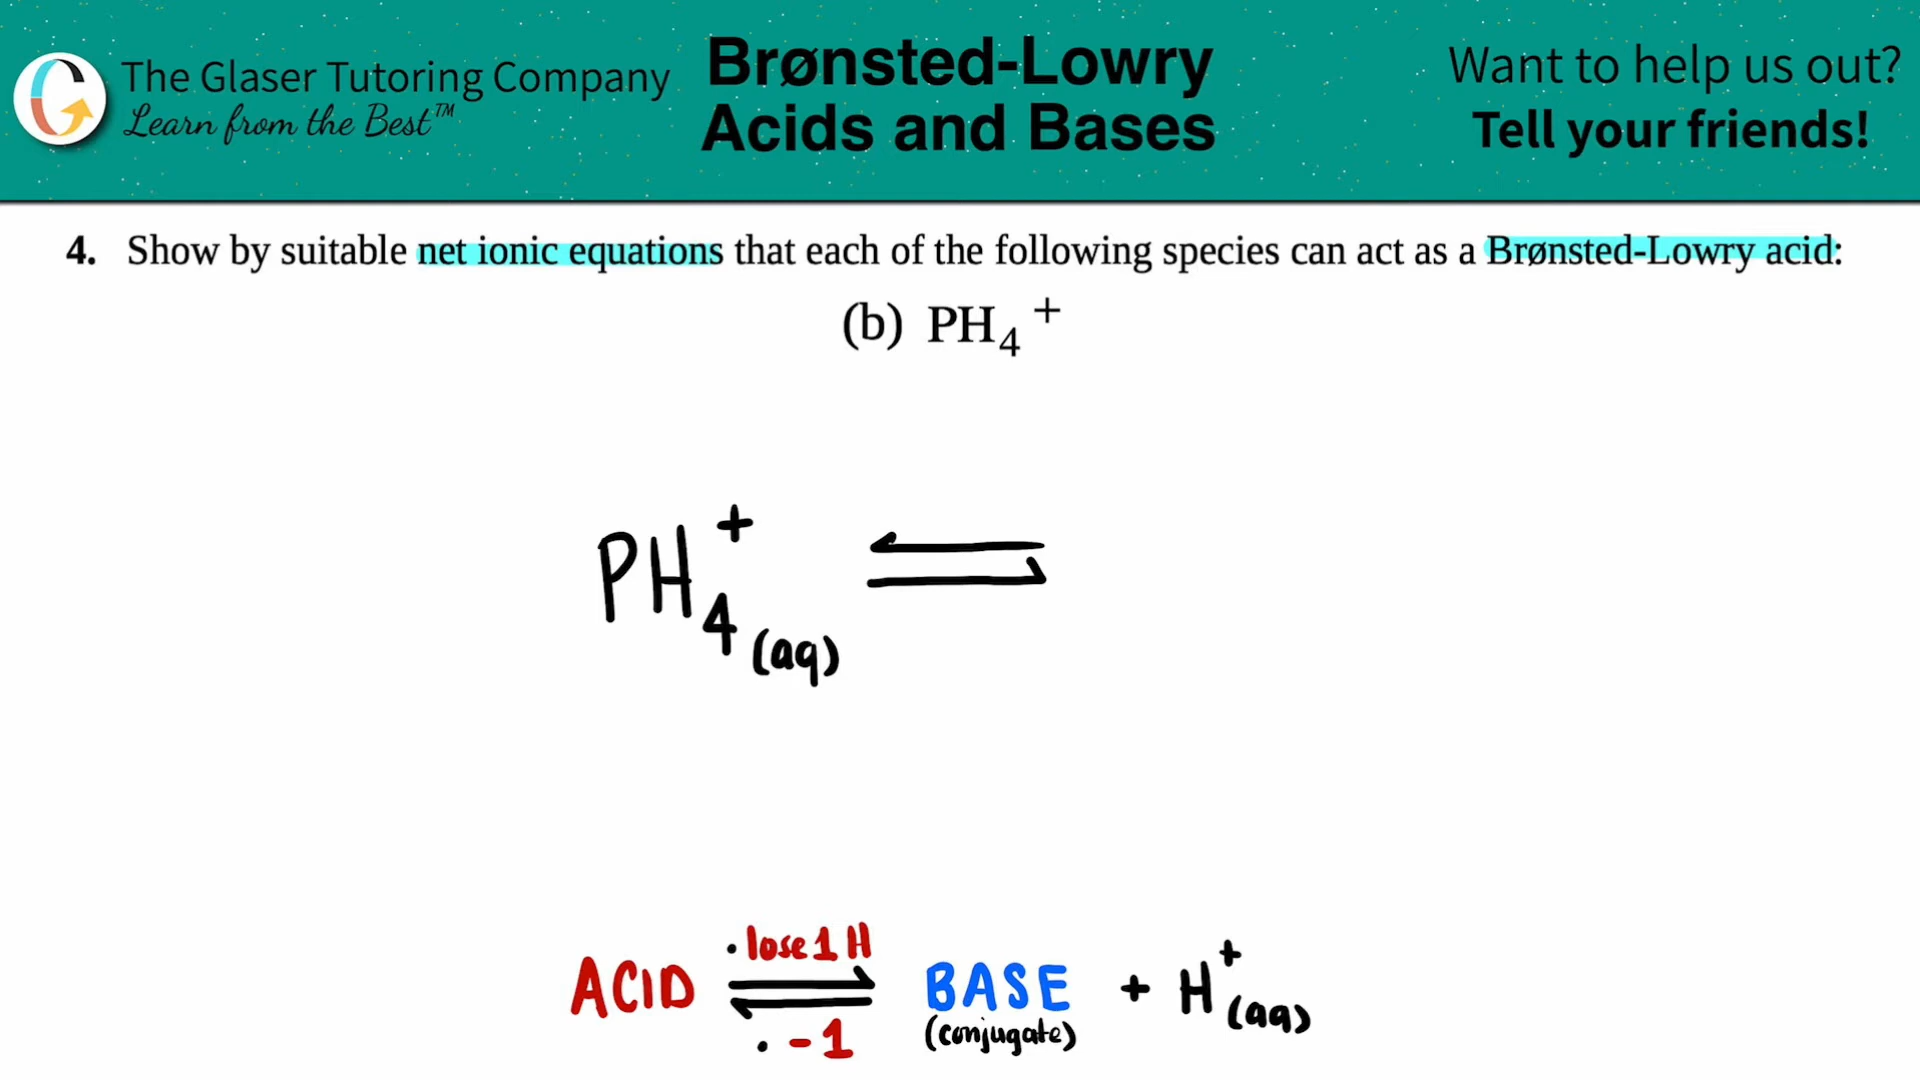 The Glaser Tutoring Company
Learn from the Best™
Brønsted-Lowry
Acids and Bases
Want to help us out?
Tell your friends!
4. Show by suitable net ionic equations that each of the following species can act as a Brønsted-Lowry acid:
(b) PH₄⁺
PH₄⁺(aq) ⇌
ACID ⇌ BASE + H⁺(aq)
• lose 1 H
• -1
(conjugate)